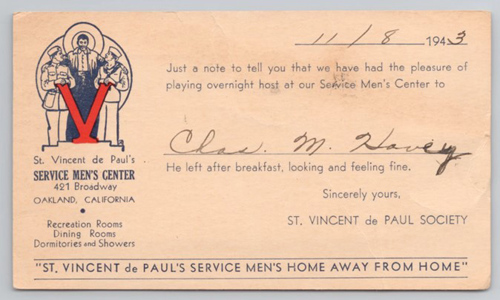 11/8 1943
Just a note to tell you that we have had the pleasure of
playing overnight host at our Service Men's Center to
Chas. M. Hovey
He left after breakfast, looking and feeling fine.
Sincerely yours,
ST. VINCENT de PAUL SOCIETY
V
St. Vincent de Paul's
SERVICE MEN'S CENTER
421 Broadway
OAKLAND, CALIFORNIA
Recreation Rooms
Dining Rooms
Dormitories and Showers
"ST. VINCENT de PAUL'S SERVICE MEN'S HOME AWAY FROM HOME"